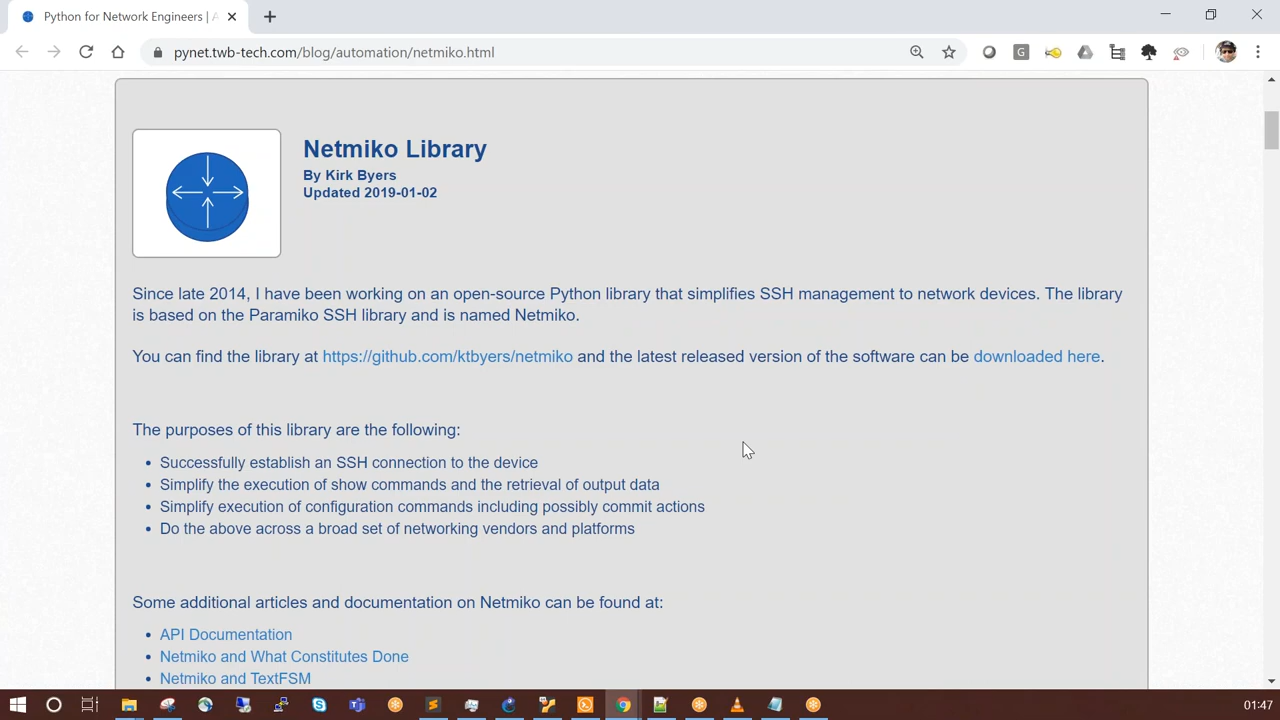 Python for Network Engineers | A
pynet.twb-tech.com/blog/automation/netmiko.html
G
Netmiko Library
By Kirk Byers
Updated 2019-01-02
Since late 2014, I have been working on an open-source Python library that simplifies SSH management to network devices. The library
is based on the Paramiko SSH library and is named Netmiko.
You can find the library at https://github.com/ktbyers/netmiko and the latest released version of the software can be downloaded here.
The purposes of this library are the following:
• Successfully establish an SSH connection to the device
• Simplify the execution of show commands and the retrieval of output data
• Simplify execution of configuration commands including possibly commit actions
• Do the above across a broad set of networking vendors and platforms
Some additional articles and documentation on Netmiko can be found at:
• API Documentation
• Netmiko and What Constitutes Done
• Netmiko and TextFSM
01:47